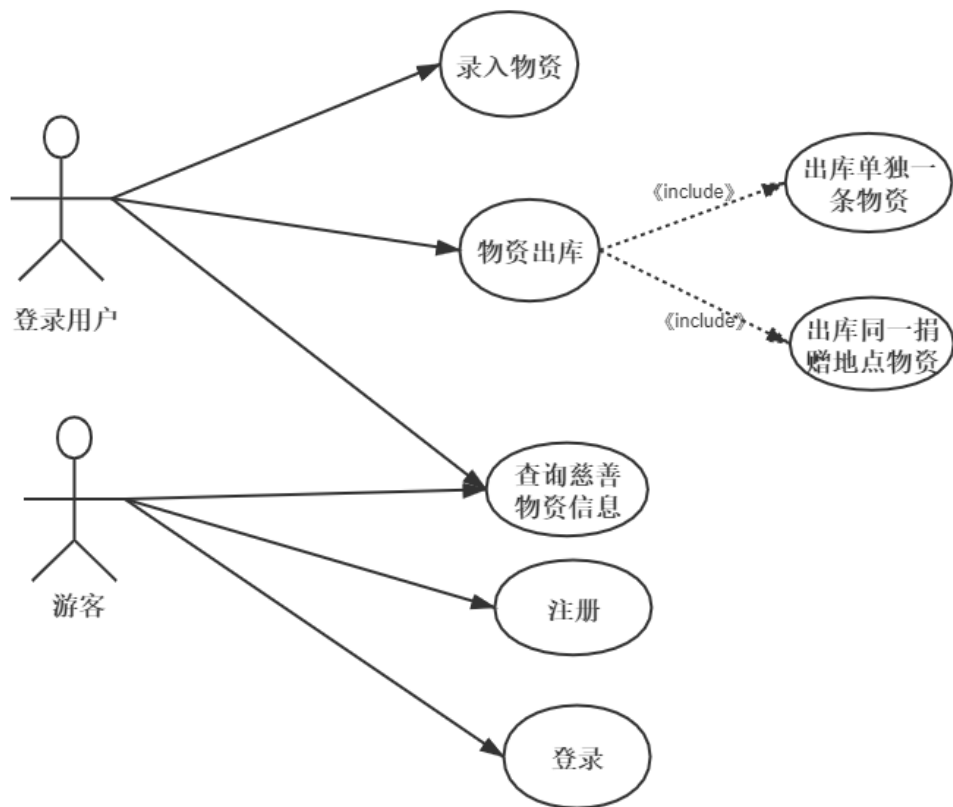 录入物资
出库单独一
条物资
《include》
物资出库
登录用户
《include》
出库同一捐
赠地点物资
查询慈善
物资信息
游客
注册
登录